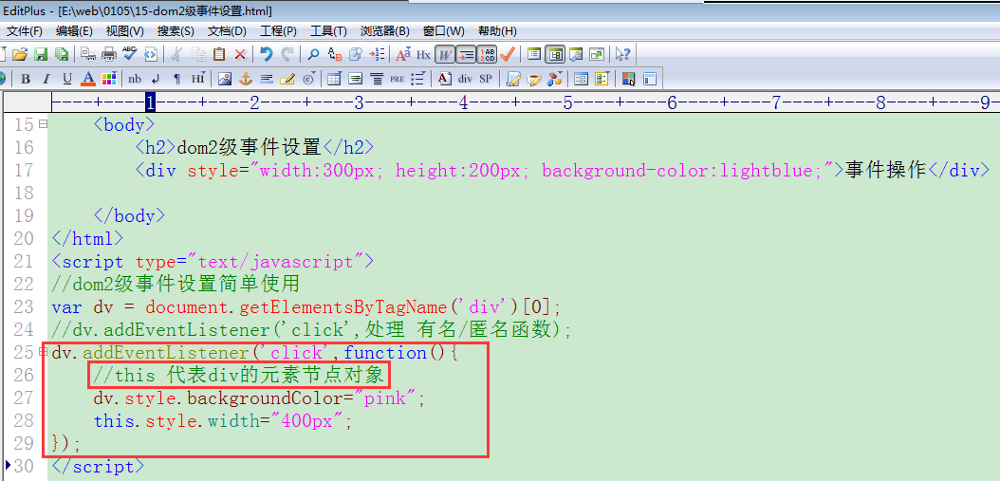 EditPlus - [E:\web\0105\15-dom2级事件设置.html]
文件(F) 编辑(E) 视图(V) 搜索(S) 文档(D) 工程(P) 工具(T) 浏览器(B) 窗口(W) 帮助(H)
ABC Hx W 1AB 2CD
B I U A nb ¶ HI PRE A div SP
----+----1----+----2----+----3----+----4----+----5----+----6----+----7----+----8----+----9-
15 <body>
16 <h2>dom2级事件设置</h2>
17 <div style="width:300px; height:200px; background-color:lightblue;">事件操作</div>
18
19 </body>
20 </html>
21 <script type="text/javascript">
22 //dom2级事件设置简单使用
23 var dv = document.getElementsByTagName('div')[0];
24 //dv.addEventListener('click',处理 有名/匿名函数);
25 dv.addEventListener('click',function(){
26 //this 代表div的元素节点对象
27 dv.style.backgroundColor="pink";
28 this.style.width="400px";
29 });
30 </script>